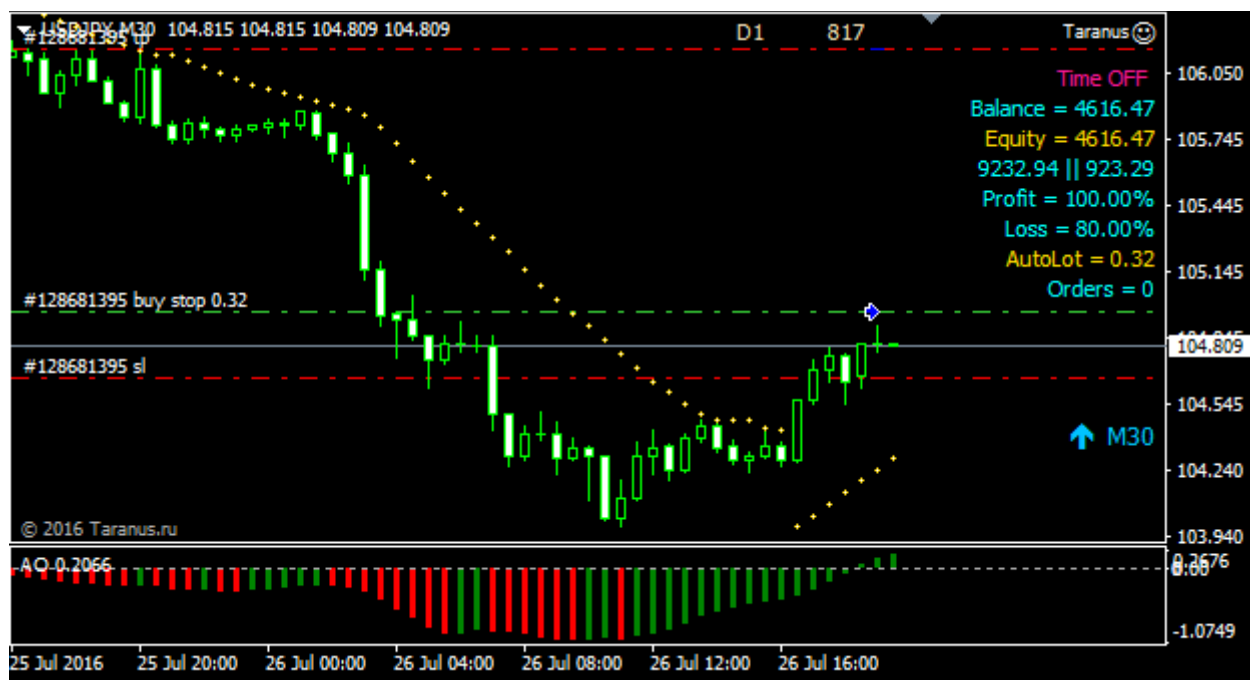 USDJPY,M30 104.815 104.815 104.809 104.809 D1 817 Taranus
#128681395 tp
106.050
Time OFF
Balance = 4616.47
Equity = 4616.47
105.745
9232.94 || 923.29
Profit = 100.00%
105.445
Loss = 80.00%
AutoLot = 0.32
105.145
Orders = 0
#128681395 buy stop 0.32
104.809
#128681395 sl
104.545
M30
104.240
© 2016 Taranus.ru
103.940
AO 0.2066
0.00
-1.0749
25 Jul 2016 25 Jul 20:00 26 Jul 00:00 26 Jul 04:00 26 Jul 08:00 26 Jul 12:00 26 Jul 16:00